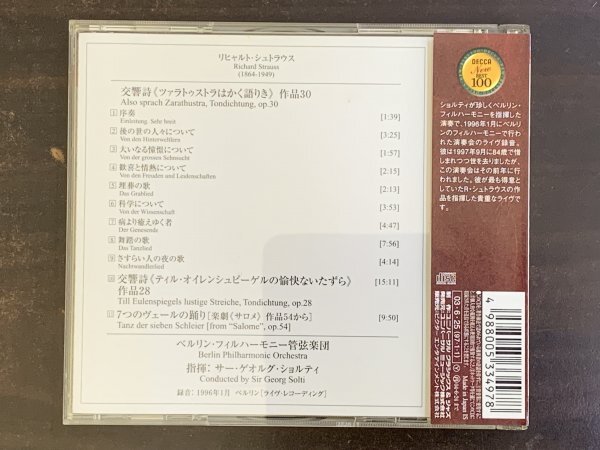 リヒャルト・シュトラウス
Richard Strauss
(1864-1949)
交響詩《ツァラトゥストラはかく語りき》 作品30
Also sprach Zarathustra, Tondichtung, op.30
1 序奏 [1:39]
Einleitung. Sehr breit
2 後の世の人々について [3:25]
Von den Hinterweltlern
3 大いなる憧憬について [1:57]
Von der grossen Sehnsucht
4 歓喜と情熱について [2:15]
Von den Freuden und Leidenschaften
5 埋葬の歌 [2:13]
Das Grablied
6 科学について [3:53]
Von der Wissenschaft
7 病より癒えゆく者 [4:47]
Der Genesende
8 舞踏の歌 [7:56]
Das Tanzlied
9 さすらい人の夜の歌 [4:14]
Nachtwandlerlied
10 交響詩《ティル・オイレンシュピーゲルの愉快ないたずら》 [15:11]
作品28
Till Eulenspiegels lustige Streiche, Tondichtung, op.28
11 7つのヴェールの踊り[楽劇《サロメ》作品54から] [9:50]
Tanz der sieben Schleier [from "Salome", op.54]
ベルリン・フィルハーモニー管弦楽団
Berlin Philharmonic Orchestra
指揮：サー・ゲオルグ・ショルティ
Conducted by Sir Georg Solti
録音：1996年1月 ベルリン[ライヴ・レコーディング]
DECCA
New
BEST
100
ショルティが珍しくベルリン・
フィルハーモニーを指揮した
演奏で、1996年1月にベルリ
ンのフィルハーモニーで行わ
れた演奏会のライヴ録音。
彼は1997年9月に84歳で惜
しまれつつ世を去りましたが、
この演奏会はその前年に行
われました。彼が最も得意と
していたR・シュトラウスの作
品を指揮した貴重なライヴです。
4 988005 334978
03・6・25 (97・11・1)
Made in Japan